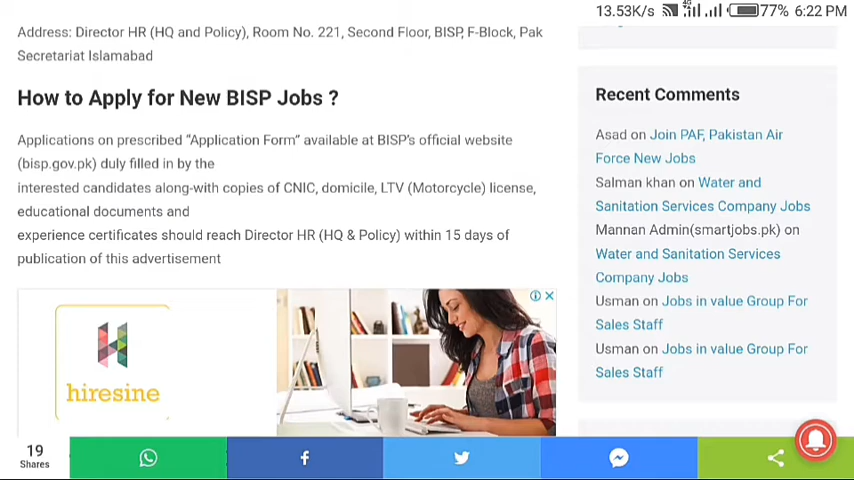 13.53K/s 4G 77% 6:22 PM
Address: Director HR (HQ and Policy), Room No. 221, Second Floor, BISP, F-Block, Pak
Secretariat Islamabad
How to Apply for New BISP Jobs ?
Applications on prescribed “Application Form” available at BISP’s official website
(bisp.gov.pk) duly filled in by the
interested candidates along-with copies of CNIC, domicile, LTV (Motorcycle) license,
educational documents and
experience certificates should reach Director HR (HQ & Policy) within 15 days of
publication of this advertisement
hiresine
Recent Comments
Asad on Join PAF, Pakistan Air
Force New Jobs
Salman khan on Water and
Sanitation Services Company Jobs
Mannan Admin(smartjobs.pk) on
Water and Sanitation Services
Company Jobs
Usman on Jobs in value Group For
Sales Staff
Usman on Jobs in value Group For
Sales Staff
19
Shares